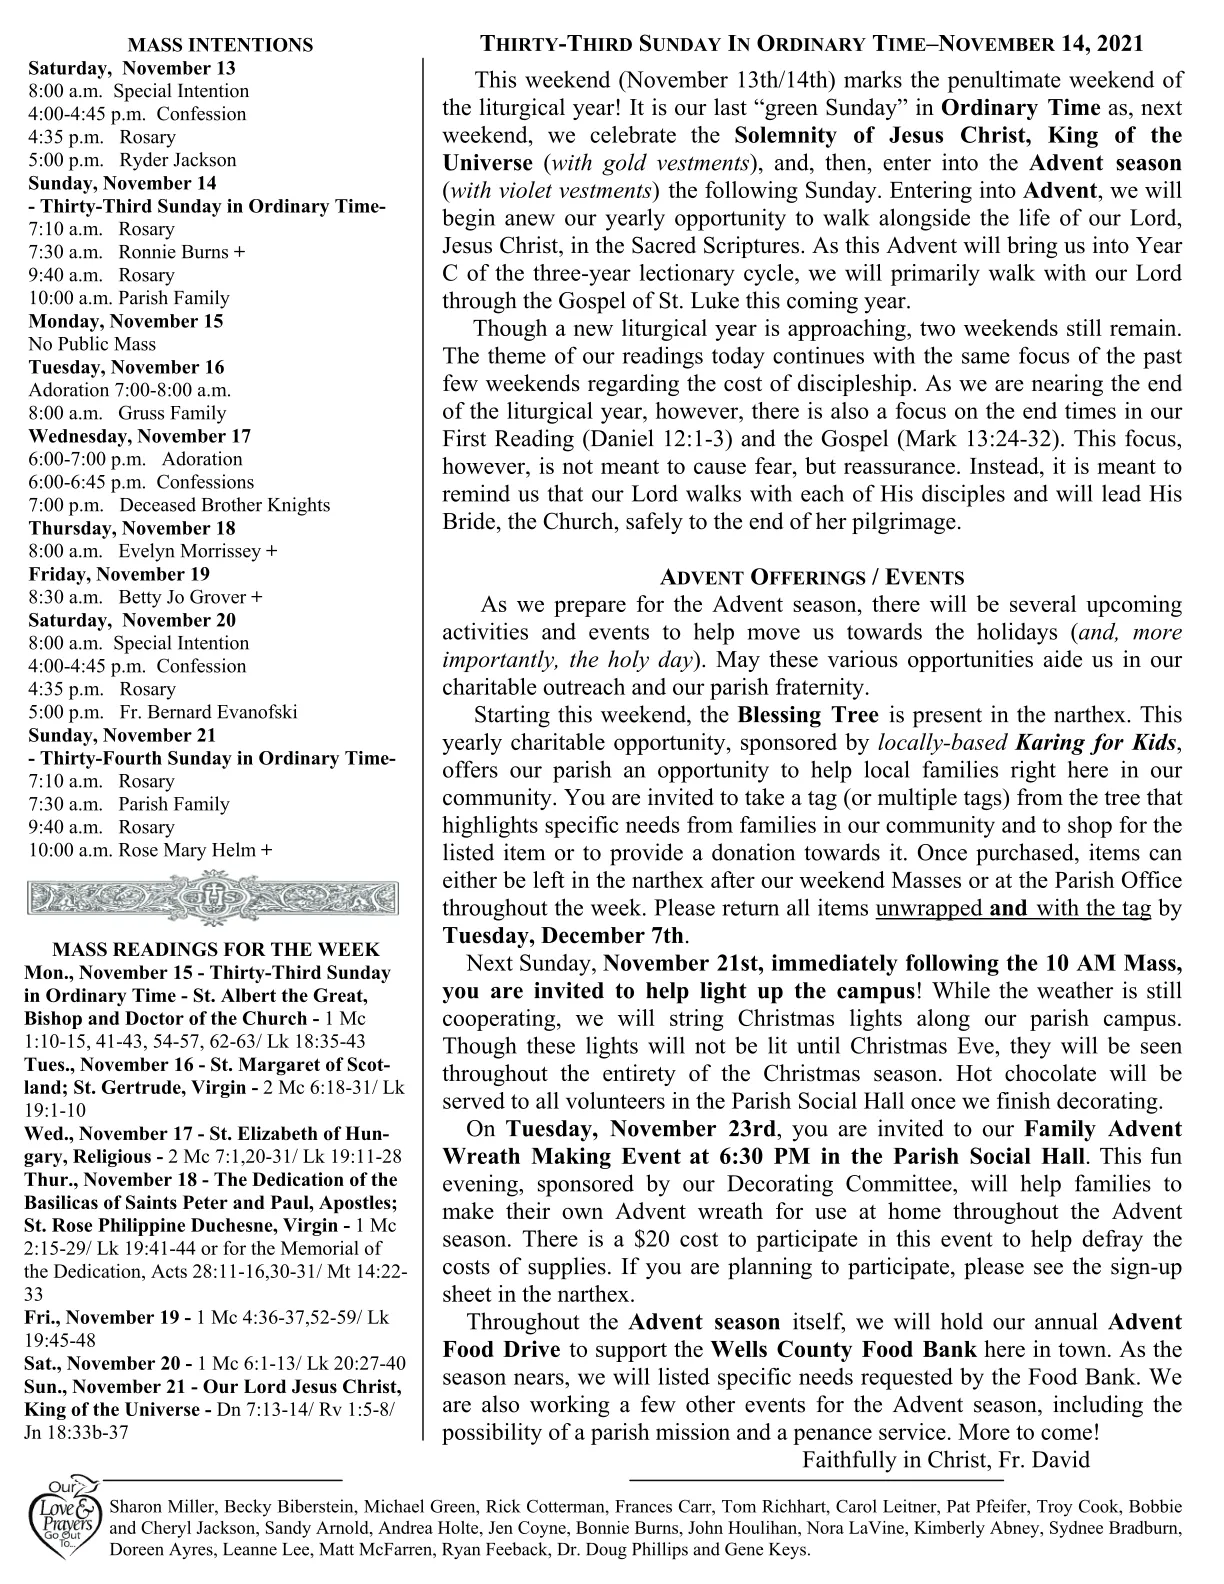 MASS INTENTIONS
Saturday,  November 13
8:00 a.m.  Special Intention
4:00-4:45 p.m.  Confession
4:35 p.m.   Rosary
5:00 p.m.   Ryder Jackson
Sunday, November 14
- Thirty-Third Sunday in Ordinary Time-
7:10 a.m.   Rosary
7:30 a.m.   Ronnie Burns +
9:40 a.m.   Rosary
10:00 a.m. Parish Family
Monday, November 15
No Public Mass
Tuesday, November 16
Adoration 7:00-8:00 a.m.
8:00 a.m.   Gruss Family
Wednesday, November 17
6:00-7:00 p.m.   Adoration
6:00-6:45 p.m.  Confessions
7:00 p.m.   Deceased Brother Knights
Thursday, November 18
8:00 a.m.   Evelyn Morrissey +
Friday, November 19
8:30 a.m.   Betty Jo Grover +
Saturday,  November 20
8:00 a.m.  Special Intention
4:00-4:45 p.m.  Confession
4:35 p.m.   Rosary
5:00 p.m.   Fr. Bernard Evanofski
Sunday, November 21
- Thirty-Fourth Sunday in Ordinary Time-
7:10 a.m.   Rosary
7:30 a.m.   Parish Family
9:40 a.m.   Rosary
10:00 a.m. Rose Mary Helm +
MASS READINGS FOR THE WEEK
Mon., November 15 - Thirty-Third Sunday
in Ordinary Time - St. Albert the Great,
Bishop and Doctor of the Church - 1 Mc
1:10-15, 41-43, 54-57, 62-63/ Lk 18:35-43
Tues., November 16 - St. Margaret of Scot-
land; St. Gertrude, Virgin - 2 Mc 6:18-31/ Lk
19:1-10
Wed., November 17 - St. Elizabeth of Hun-
gary, Religious - 2 Mc 7:1,20-31/ Lk 19:11-28
Thur., November 18 - The Dedication of the
Basilicas of Saints Peter and Paul, Apostles;
St. Rose Philippine Duchesne, Virgin - 1 Mc
2:15-29/ Lk 19:41-44 or for the Memorial of
the Dedication, Acts 28:11-16,30-31/ Mt 14:22-
33
Fri., November 19 - 1 Mc 4:36-37,52-59/ Lk
19:45-48
Sat., November 20 - 1 Mc 6:1-13/ Lk 20:27-40
Sun., November 21 - Our Lord Jesus Christ,
King of the Universe - Dn 7:13-14/ Rv 1:5-8/
Jn 18:33b-37
THIRTY-THIRD SUNDAY IN ORDINARY TIME–NOVEMBER 14, 2021
This weekend (November 13th/14th) marks the penultimate weekend of
the liturgical year! It is our last “green Sunday” in Ordinary Time as, next
weekend, we celebrate the Solemnity of Jesus Christ, King of the
Universe (with gold vestments), and, then, enter into the Advent season
(with violet vestments) the following Sunday. Entering into Advent, we will
begin anew our yearly opportunity to walk alongside the life of our Lord,
Jesus Christ, in the Sacred Scriptures. As this Advent will bring us into Year
C of the three-year lectionary cycle, we will primarily walk with our Lord
through the Gospel of St. Luke this coming year.
Though a new liturgical year is approaching, two weekends still remain.
The theme of our readings today continues with the same focus of the past
few weekends regarding the cost of discipleship. As we are nearing the end
of the liturgical year, however, there is also a focus on the end times in our
First Reading (Daniel 12:1-3) and the Gospel (Mark 13:24-32). This focus,
however, is not meant to cause fear, but reassurance. Instead, it is meant to
remind us that our Lord walks with each of His disciples and will lead His
Bride, the Church, safely to the end of her pilgrimage.
ADVENT OFFERINGS / EVENTS
As we prepare for the Advent season, there will be several upcoming
activities and events to help move us towards the holidays (and, more
importantly, the holy day). May these various opportunities aide us in our
charitable outreach and our parish fraternity.
Starting this weekend, the Blessing Tree is present in the narthex. This
yearly charitable opportunity, sponsored by locally-based Karing for Kids,
offers our parish an opportunity to help local families right here in our
community. You are invited to take a tag (or multiple tags) from the tree that
highlights specific needs from families in our community and to shop for the
listed item or to provide a donation towards it. Once purchased, items can
either be left in the narthex after our weekend Masses or at the Parish Office
throughout the week. Please return all items unwrapped and with the tag by
Tuesday, December 7th.
Next Sunday, November 21st, immediately following the 10 AM Mass,
you are invited to help light up the campus! While the weather is still
cooperating, we will string Christmas lights along our parish campus.
Though these lights will not be lit until Christmas Eve, they will be seen
throughout the entirety of the Christmas season. Hot chocolate will be
served to all volunteers in the Parish Social Hall once we finish decorating.
On Tuesday, November 23rd, you are invited to our Family Advent
Wreath Making Event at 6:30 PM in the Parish Social Hall. This fun
evening, sponsored by our Decorating Committee, will help families to
make their own Advent wreath for use at home throughout the Advent
season. There is a $20 cost to participate in this event to help defray the
costs of supplies. If you are planning to participate, please see the sign-up
sheet in the narthex.
Throughout the Advent season itself, we will hold our annual Advent
Food Drive to support the Wells County Food Bank here in town. As the
season nears, we will listed specific needs requested by the Food Bank. We
are also working a few other events for the Advent season, including the
possibility of a parish mission and a penance service. More to come!
Faithfully in Christ, Fr. David
Our
Love &
Prayers
Go Out
To...
Sharon Miller, Becky Biberstein, Michael Green, Rick Cotterman, Frances Carr, Tom Richhart, Carol Leitner, Pat Pfeifer, Troy Cook, Bobbie
and Cheryl Jackson, Sandy Arnold, Andrea Holte, Jen Coyne, Bonnie Burns, John Houlihan, Nora LaVine, Kimberly Abney, Sydnee Bradburn,
Doreen Ayres, Leanne Lee, Matt McFarren, Ryan Feeback, Dr. Doug Phillips and Gene Keys.